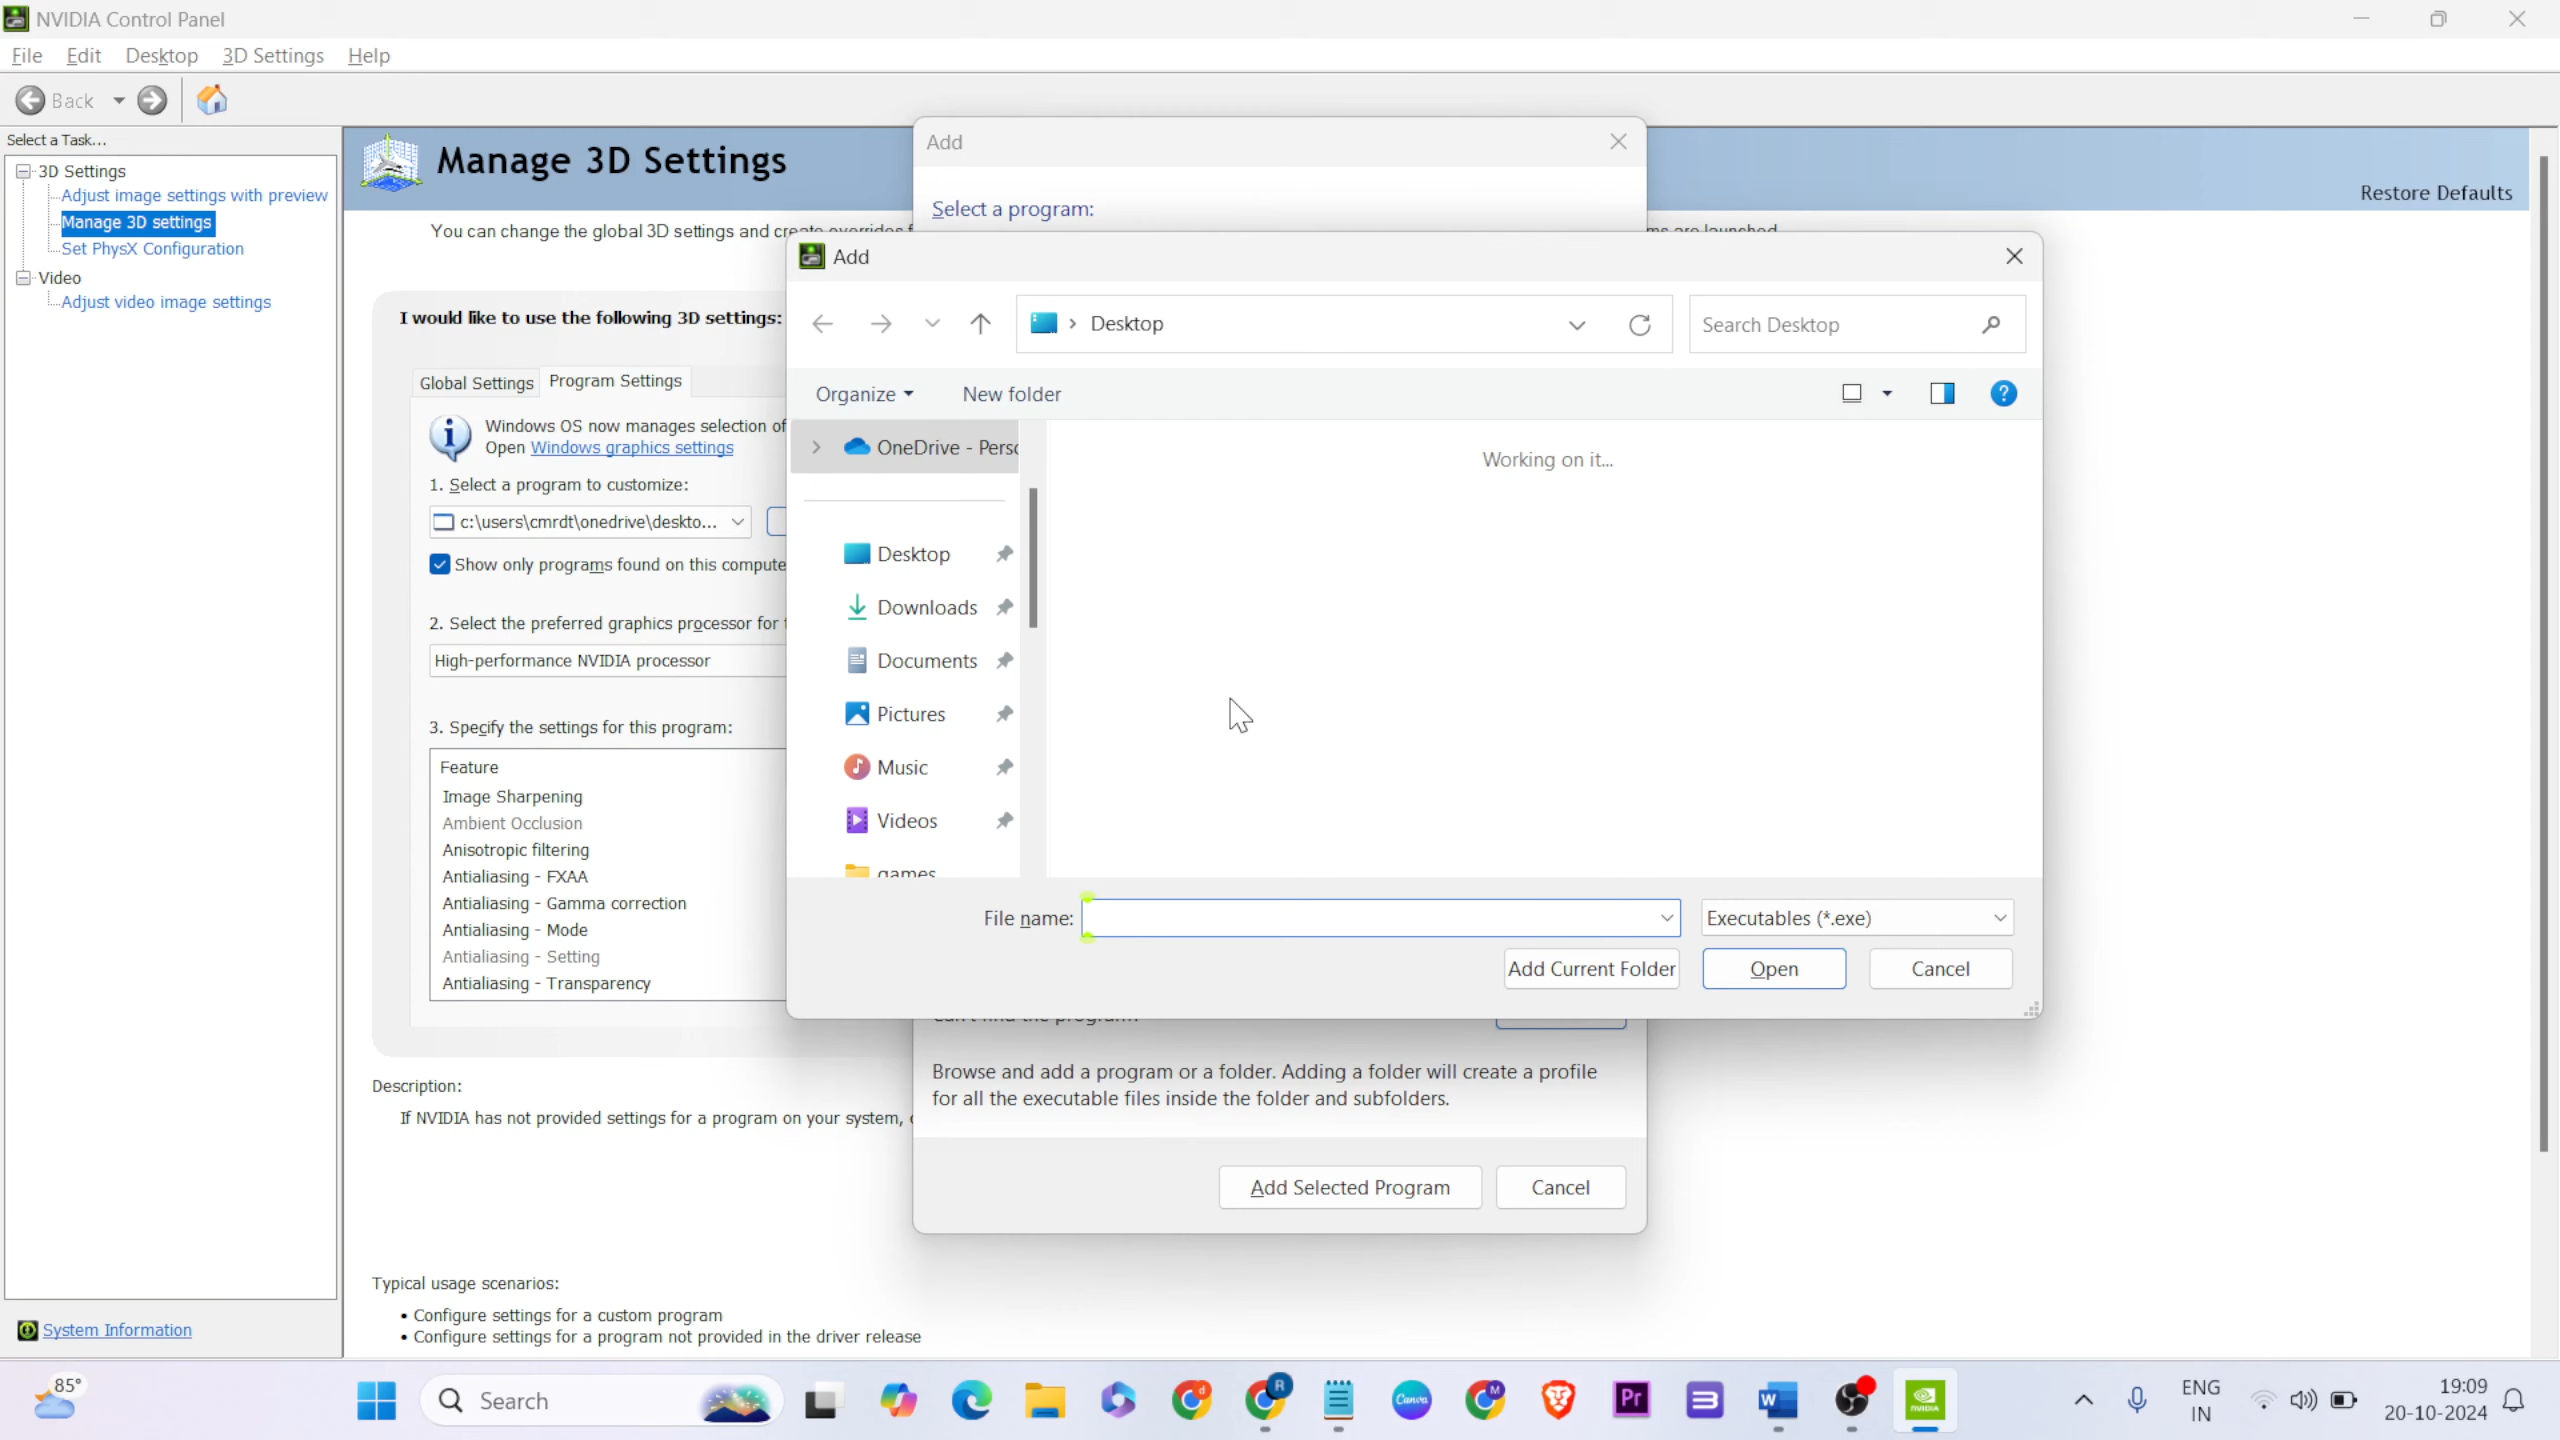 NVIDIA Control Panel
File Edit Desktop 3D Settings Help
Back
Select a Task...
3D Settings
Adjust image settings with preview
Manage 3D settings
Set PhysX Configuration
Video
Adjust video image settings
System Information
Manage 3D Settings
Restore Defaults
You can change the global 3D settings and create overrides
are launched
I would like to use the following 3D settings:
Global Settings Program Settings
Windows OS now manages selection of
Open Windows graphics settings
1. Select a program to customize:
c:\users\cmrdt\onedrive\deskto...
Show only programs found on this compute
2. Select the preferred graphics processor for
High-performance NVIDIA processor
3. Specify the settings for this program:
Feature
Image Sharpening
Ambient Occlusion
Anisotropic filtering
Antialiasing - FXAA
Antialiasing - Gamma correction
Antialiasing - Mode
Antialiasing - Setting
Antialiasing - Transparency
Description:
If NVIDIA has not provided settings for a program on your system,
Typical usage scenarios:
• Configure settings for a custom program
• Configure settings for a program not provided in the driver release
Add
Select a program:
Add
Desktop
Search Desktop
Organize New folder
OneDrive - Perso
Desktop
Downloads
Documents
Pictures
Music
Videos
games
Working on it...
File name:
Executables (*.exe)
Add Current Folder Open Cancel
Browse and add a program or a folder. Adding a folder will create a profile
for all the executable files inside the folder and subfolders.
Add Selected Program Cancel
85°
Search
ENG
IN
19:09
20-10-2024